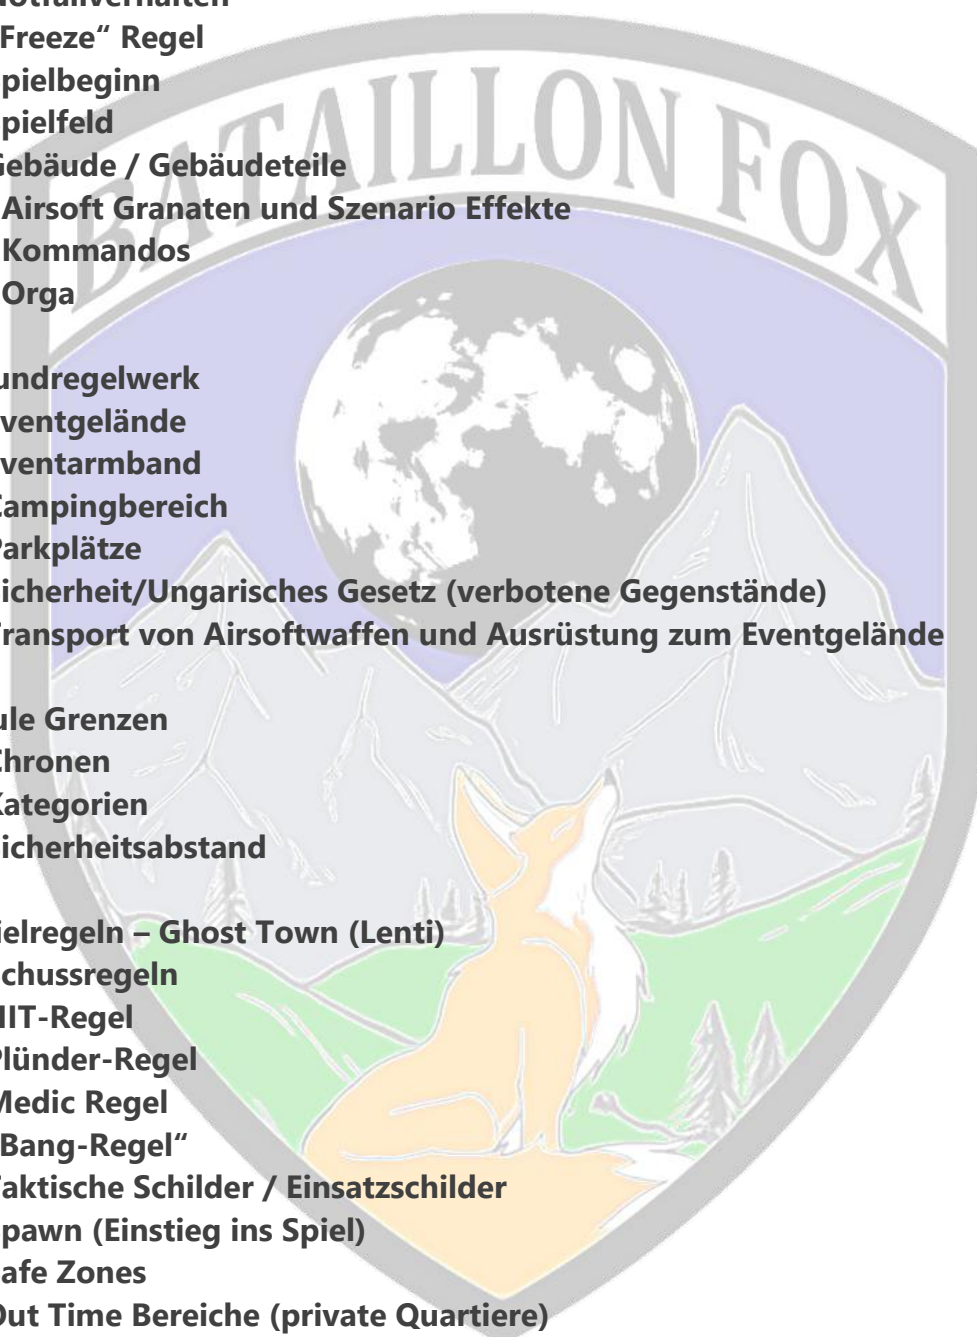 BATAILLON FOX
Notfallverhalten
Freeze“ Regel
pielbeginn
pielfeld
Gebäude / Gebäudeteile
Airsoft Granaten und Szenario Effekte
Kommandos
Orga
undregelwerk
ventgelände
ventarmband
Campingbereich
Parkplätze
icherheit/Ungarisches Gesetz (verbotene Gegenstände)
Transport von Airsoftwaffen und Ausrüstung zum Eventgelände
ule Grenzen
Chronen
Kategorien
icherheitsabstand
ielregeln – Ghost Town (Lenti)
chussregeln
HIT-Regel
Plünder-Regel
Medic Regel
Bang-Regel“
Taktische Schilder / Einsatzschilder
pawn (Einstieg ins Spiel)
afe Zones
Out Time Bereiche (private Quartiere)